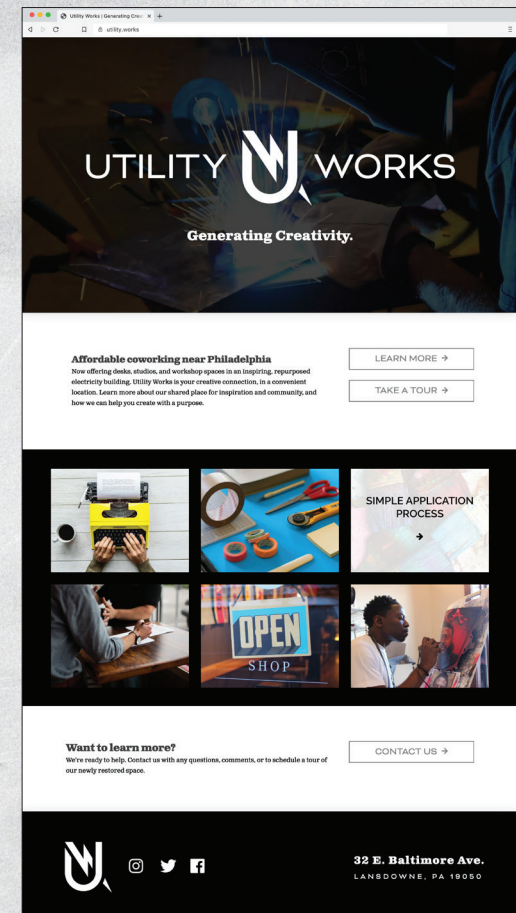 Utility Works | Generating Crea
utility.works
UTILITY UW WORKS
Generating Creativity.
Affordable coworking near Philadelphia
Now offering desks, studios, and workshop spaces in an inspiring, repurposed
electricity building. Utility Works is your creative connection, in a convenient
location. Learn more about our shared place for inspiration and community, and
how we can help you create with a purpose.
LEARN MORE →
TAKE A TOUR →
SIMPLE APPLICATION
PROCESS
→
OPEN
SHOP
Want to learn more?
We're ready to help. Contact us with any questions, comments, or to schedule a tour of
our newly restored space.
CONTACT US →
UW
32 E. Baltimore Ave.
LANSDOWNE, PA 19050